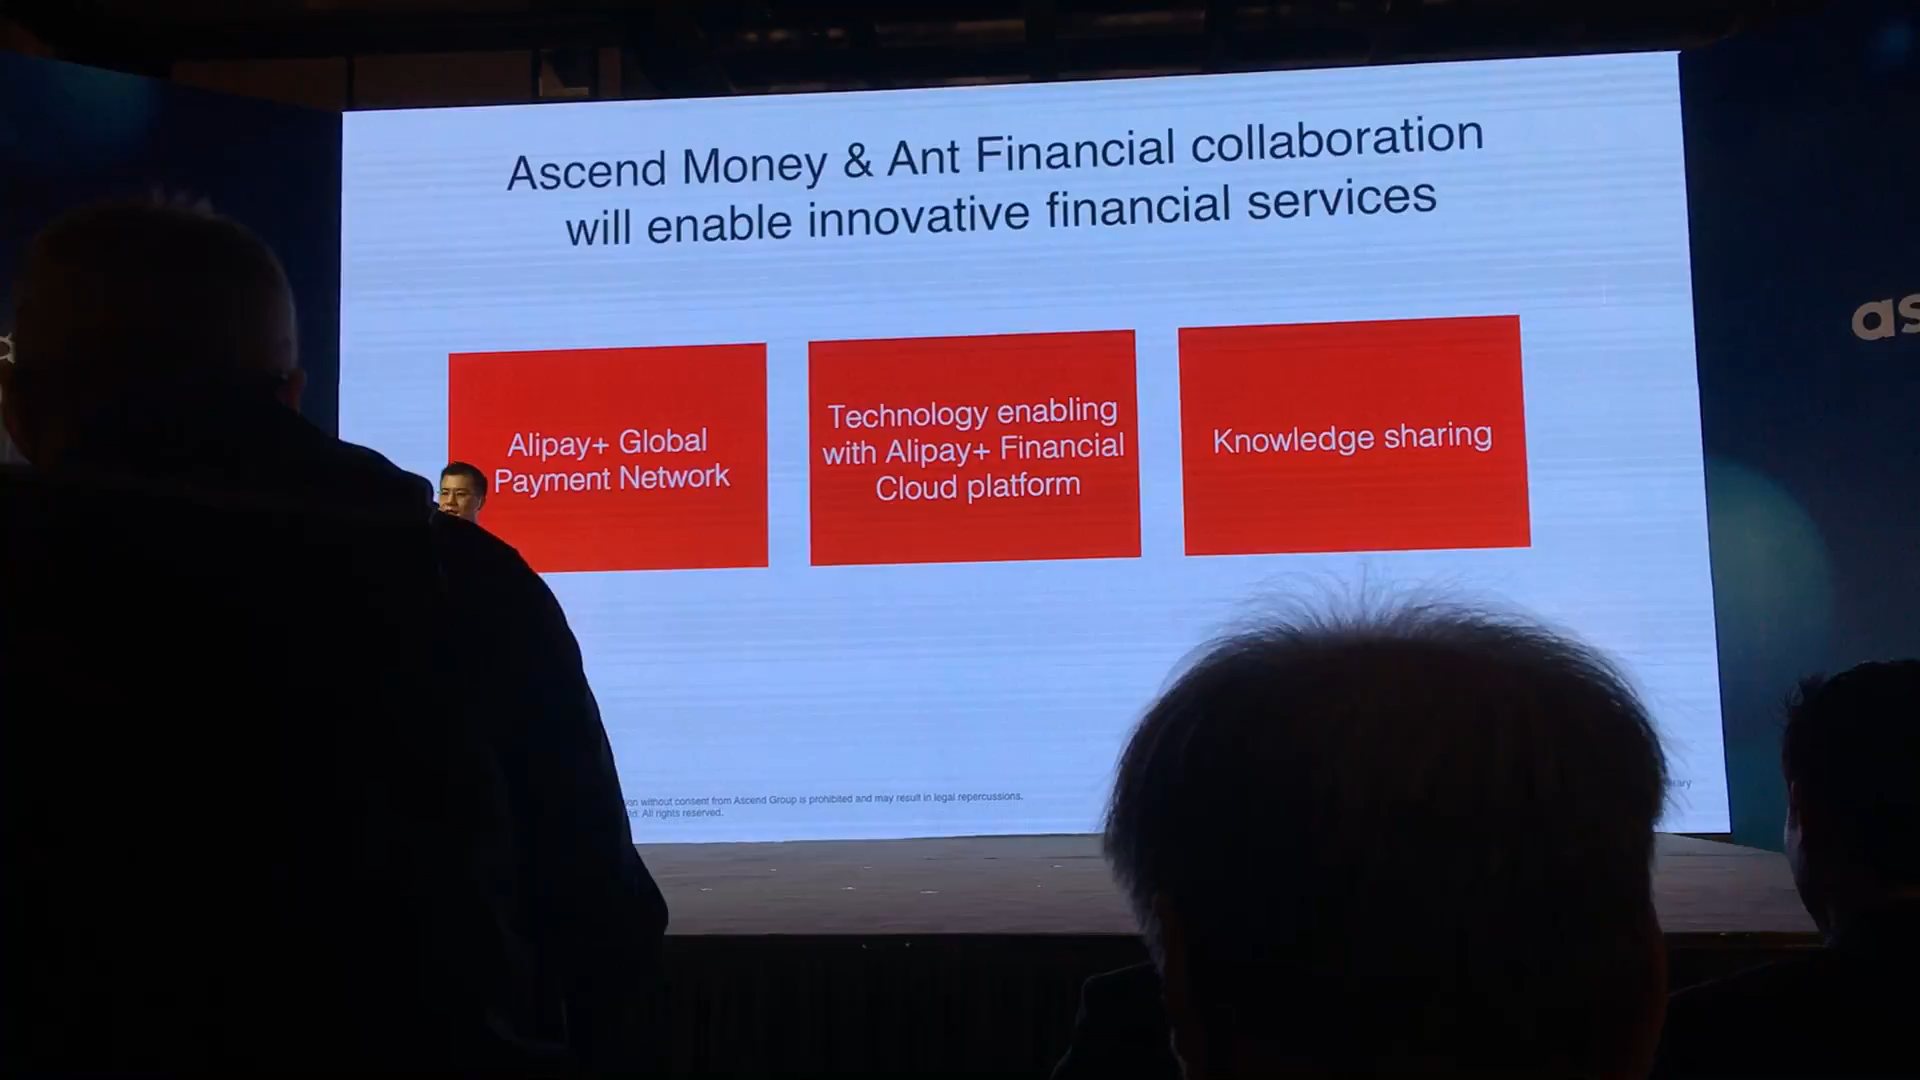 Ascend Money & Ant Financial collaboration
will enable innovative financial services
Alipay+ Global
Payment Network
Technology enabling
with Alipay+ Financial
Cloud platform
Knowledge sharing
as
without consent from Ascend Group is prohibited and may result in legal repercussions.
All rights reserved.